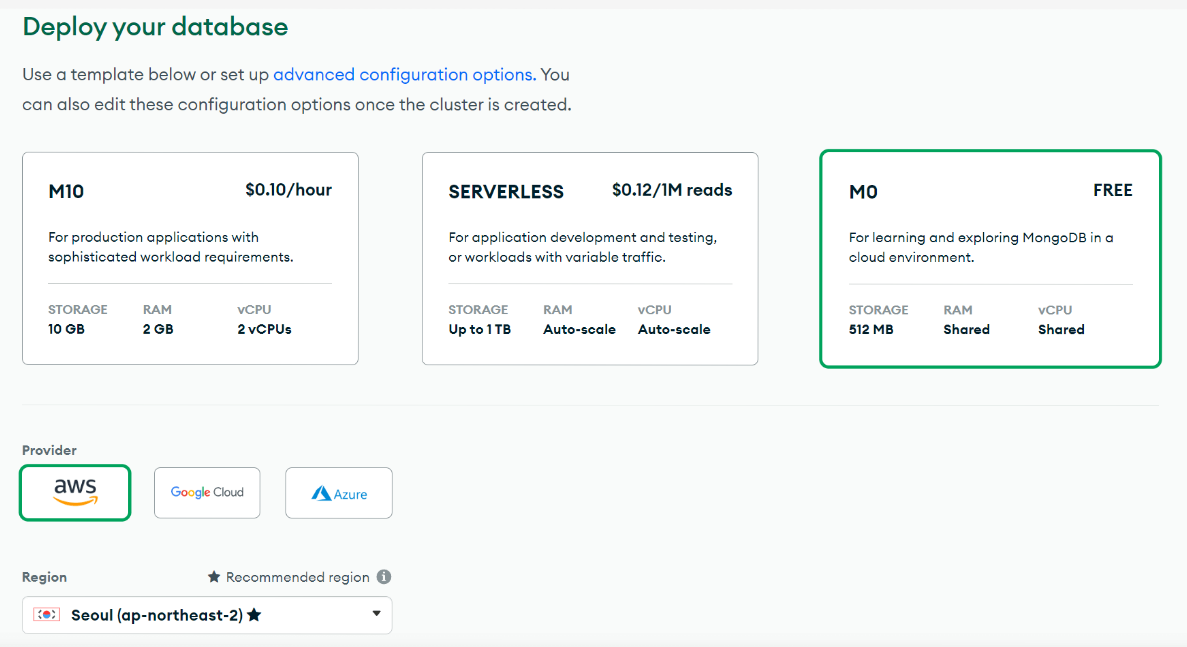 Deploy your database
Use a template below or set up advanced configuration options. You
can also edit these configuration options once the cluster is created.
M10 $0.10/hour
For production applications with
sophisticated workload requirements.
STORAGE RAM vCPU
10 GB 2 GB 2 vCPUs
SERVERLESS $0.12/1M reads
For application development and testing,
or workloads with variable traffic.
STORAGE RAM vCPU
Up to 1 TB Auto-scale Auto-scale
M0 FREE
For learning and exploring MongoDB in a
cloud environment.
STORAGE RAM vCPU
512 MB Shared Shared
Provider
aws Google Cloud Azure
Region ★ Recommended region
Seoul (ap-northeast-2) ★